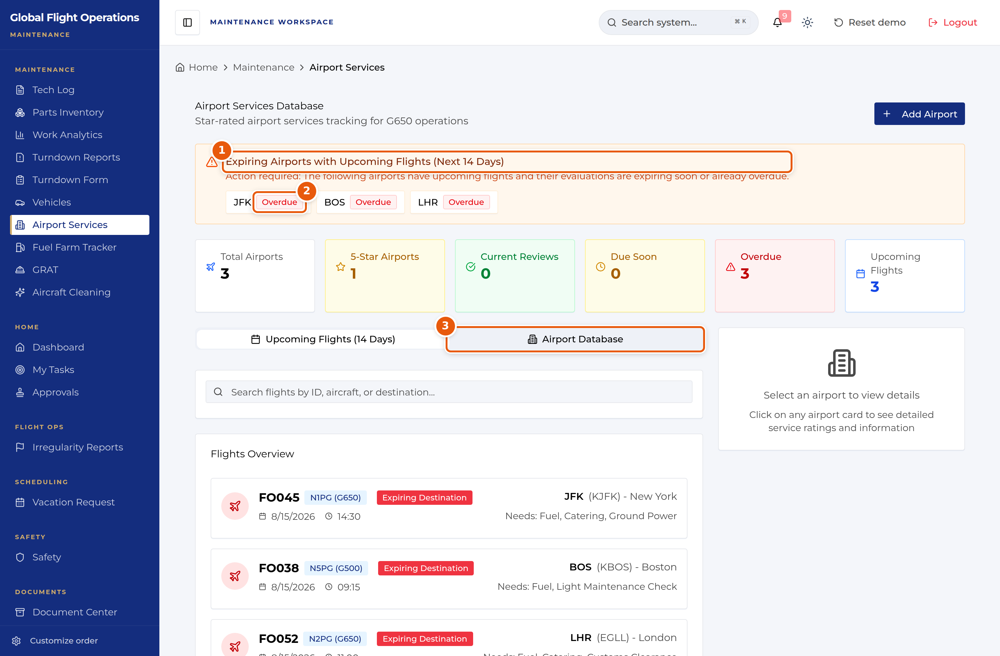 Global Flight Operations
MAINTENANCE
MAINTENANCE
Tech Log
Parts Inventory
Work Analytics
Turndown Reports
Turndown Form
Vehicles
Airport Services
Fuel Farm Tracker
GRAT
Aircraft Cleaning
HOME
Dashboard
My Tasks
Approvals
FLIGHT OPS
Irregularity Reports
SCHEDULING
Vacation Request
SAFETY
Safety
DOCUMENTS
Document Center
Customize order
MAINTENANCE WORKSPACE
Search system...
⌘ K
9
Reset demo
Logout
Home > Maintenance > Airport Services
Airport Services Database
Star-rated airport services tracking for G650 operations
+ Add Airport
1
Expiring Airports with Upcoming Flights (Next 14 Days)
Action required: The following airports have upcoming flights and their evaluations are expiring soon or already overdue.
2
JFK Overdue BOS Overdue LHR Overdue
Total Airports
3
5-Star Airports
1
Current Reviews
0
Due Soon
0
Overdue
3
Upcoming
Flights
3
3
Upcoming Flights (14 Days)
Airport Database
Search flights by ID, aircraft, or destination...
Select an airport to view details
Click on any airport card to see detailed
service ratings and information
Flights Overview
FO045 N1PG (G650) Expiring Destination JFK (KJFK) - New York
8/15/2026 14:30 Needs: Fuel, Catering, Ground Power
FO038 N5PG (G500) Expiring Destination BOS (KBOS) - Boston
8/15/2026 09:15 Needs: Fuel, Light Maintenance Check
FO052 N2PG (G650) Expiring Destination LHR (EGLL) - London
8/15/2026 Needs: Fuel, Catering, Customs Clearance